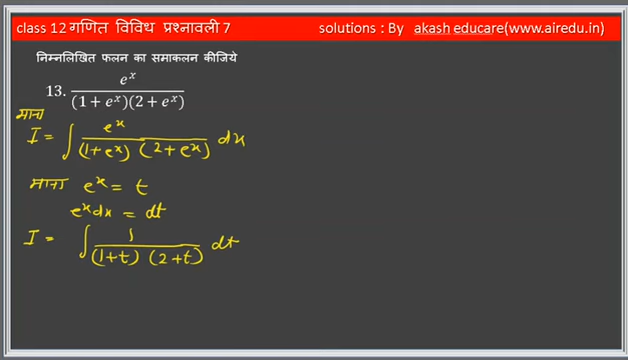 class 12 गणित विविध प्रश्नावली 7 solutions : By akash educare(www.airedu.in)
निम्नलिखित फलन का समाकलन कीजिये
13. e^x / (1 + e^x)(2 + e^x)
माना
I = ∫ e^x / (1+e^x) (2+e^x) dx
माना e^x = t
e^x dx = dt
I = ∫ 1 / (1+t) (2+t) dt